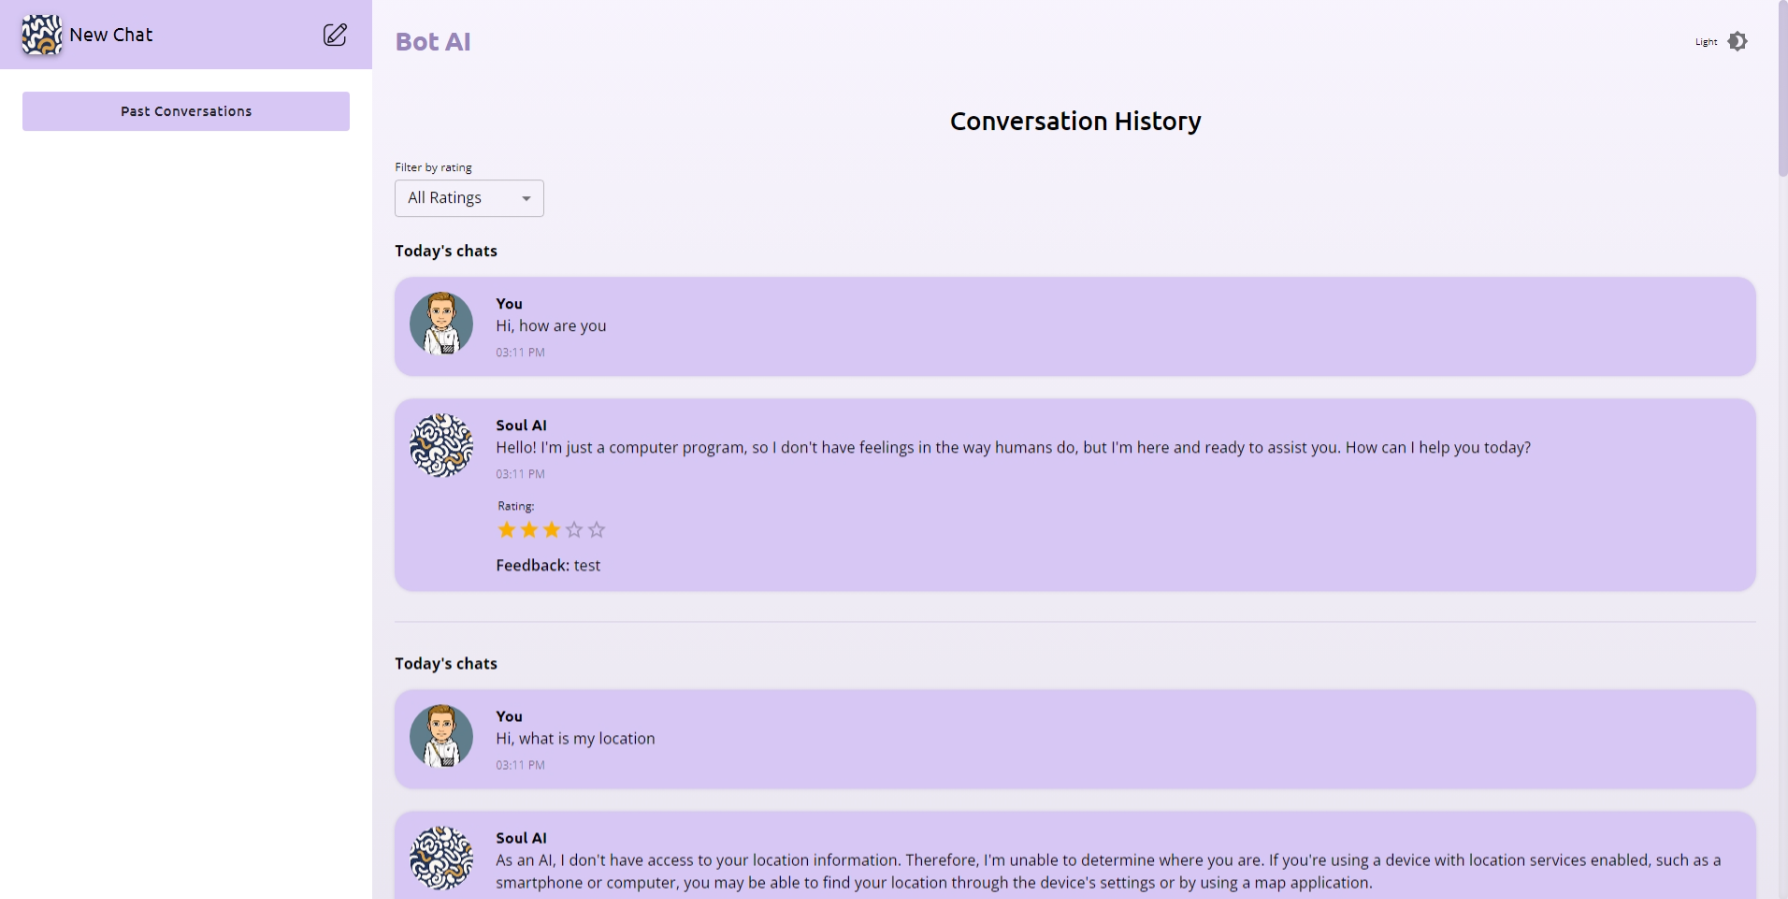 New Chat
Past Conversations
Bot AI
Light
Conversation History
Filter by rating
All Ratings
Today's chats
You
Hi, how are you
03:11 PM
Soul AI
Hello! I'm just a computer program, so I don't have feelings in the way humans do, but I'm here and ready to assist you. How can I help you today?
03:11 PM
Rating:
Feedback: test
Today's chats
You
Hi, what is my location
03:11 PM
Soul AI
As an AI, I don't have access to your location information. Therefore, I'm unable to determine where you are. If you're using a device with location services enabled, such as a
smartphone or computer, you may be able to find your location through the device's settings or by using a map application.